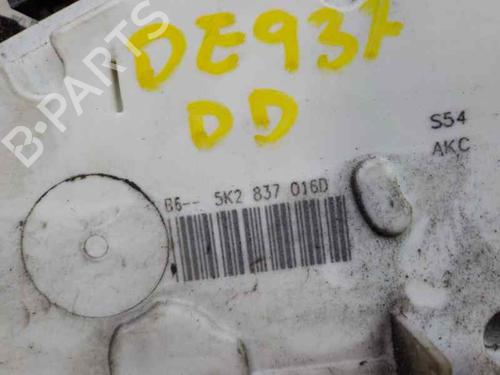 B-PARTS
DE937
DD
S54
AKC
B6-- 5K2 837 016D